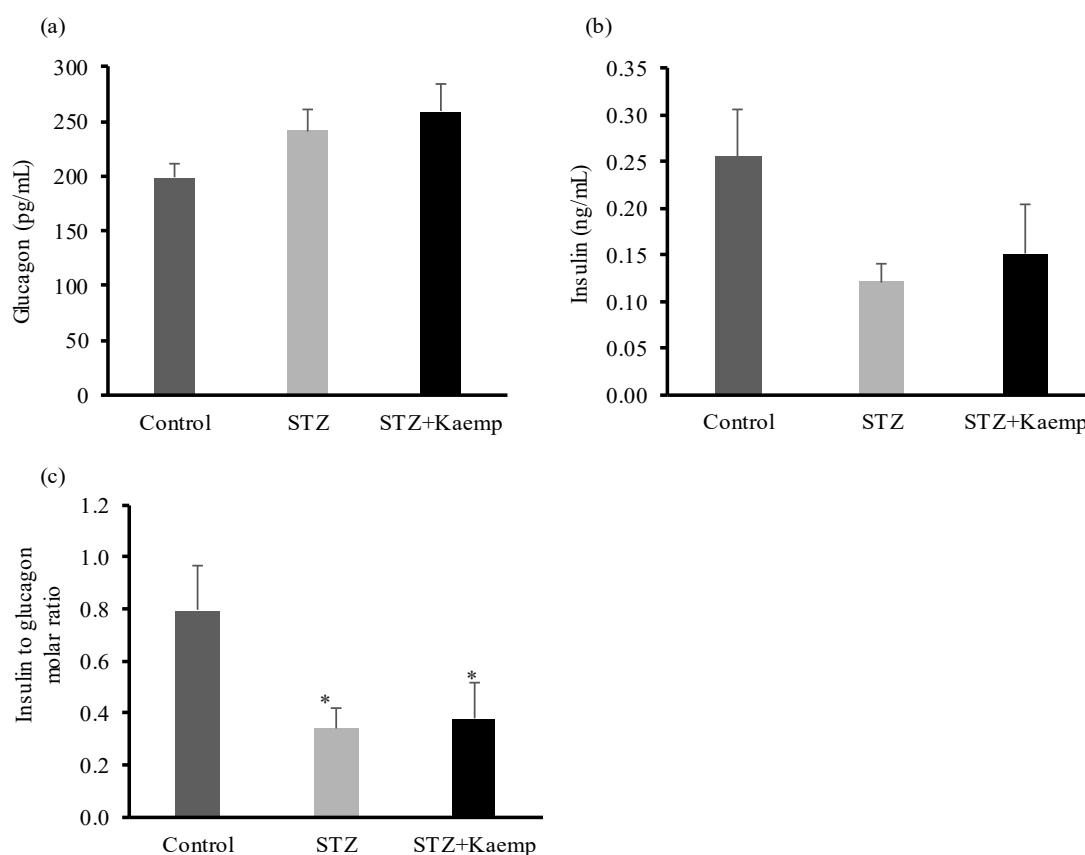 (a)
300
250
200
150
100
50
0
Glucagon (pg/mL)
Control STZ STZ+Kaemp
(b)
0.35
0.30
0.25
0.20
0.15
0.10
0.05
0.00
Insulin (ng/mL)
Control STZ STZ+Kaemp
(c)
1.2
1.0
0.8
0.6
0.4
0.2
0.0
Insulin to glucagon
molar ratio
* *
Control STZ STZ+Kaemp